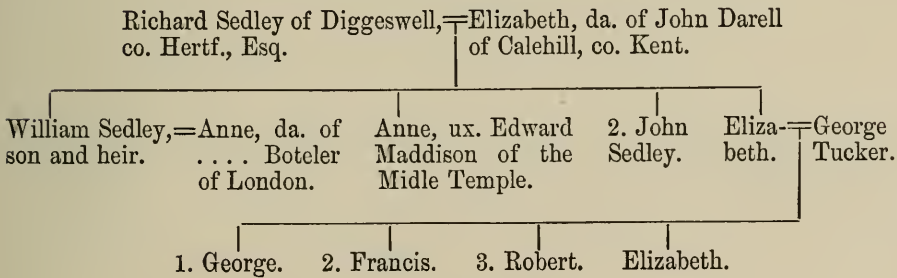 Richard Sedley of Diggeswell,=Elizabeth, da. of John Darell
co. Hertf., Esq.
of Calehill, co. Kent.
William Sedley,=Anne, da. of
son and heir.
.... Boteler
of London.
Anne, ux. Edward
Maddison of the
Midle Temple.
2. John
Sedley.
Eliza-=George
beth.
Tucker.
1. George. 2. Francis. 3. Robert. Elizabeth.